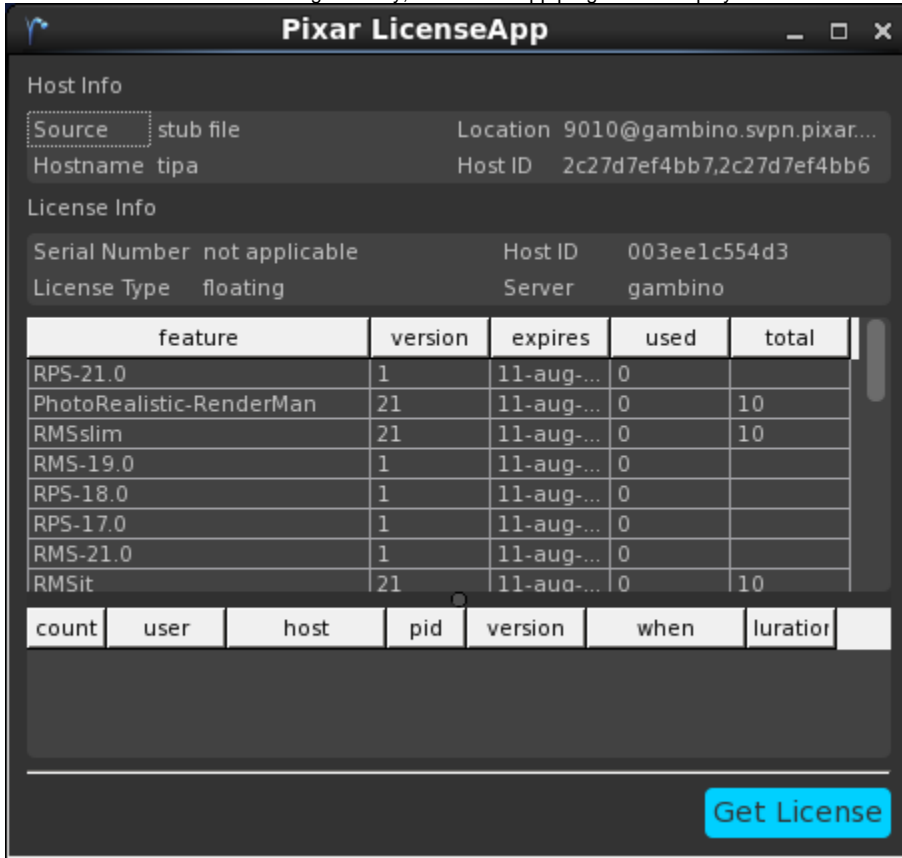 Pixar LicenseApp
Host Info
Source stub file Location 9010@gambino.svpn.pixar....
Hostname tipa Host ID 2c27d7ef4bb7,2c27d7ef4bb6
License Info
Serial Number not applicable Host ID 003ee1c554d3
License Type floating Server gambino
feature version expires used total
RPS-21.0 1 11-aug-... 0
PhotoRealistic-RenderMan 21 11-aug-... 0 10
RMSslim 21 11-aug-... 0 10
RMS-19.0 1 11-aug-... 0
RPS-18.0 1 11-aug-... 0
RPS-17.0 1 11-aug-... 0
RMS-21.0 1 11-aug-... 0
RMSit 21 11-aug-... 0 10
count user host pid version when luration
Get License